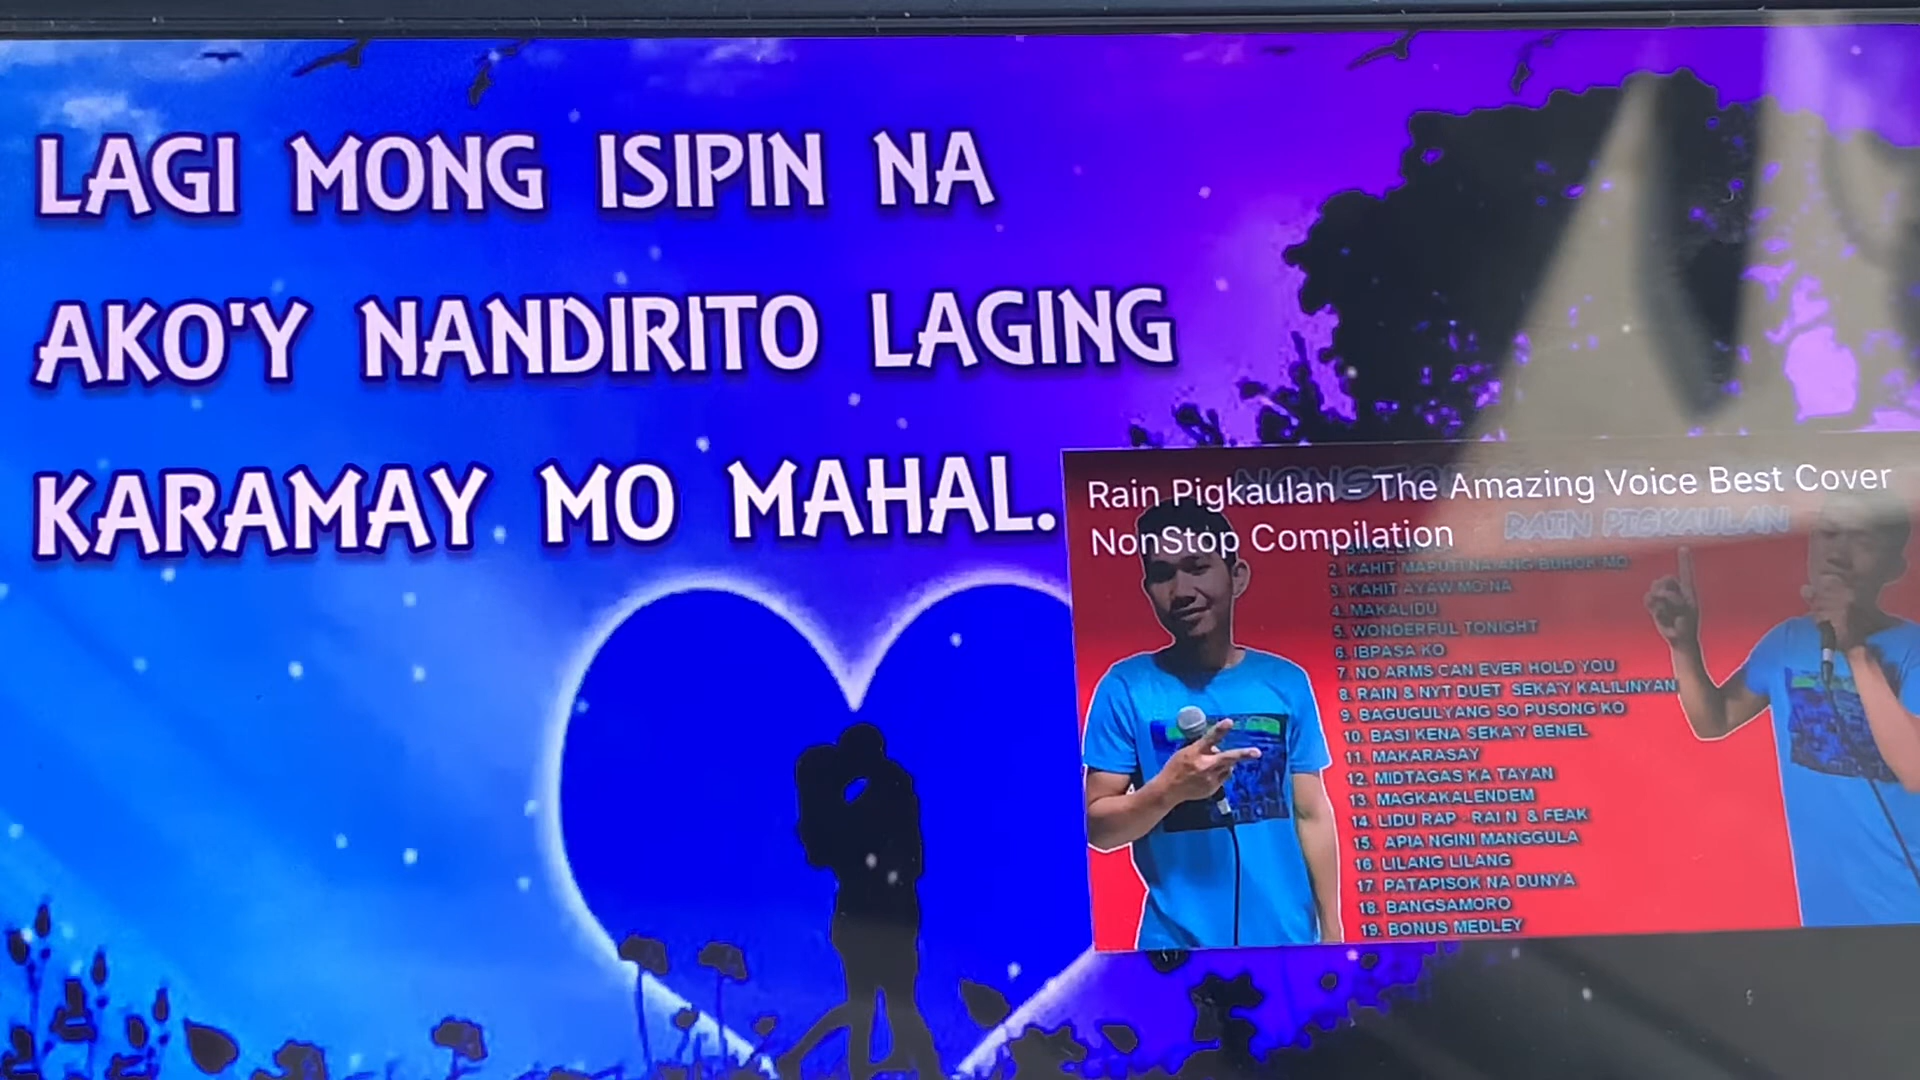 LAGI MONG ISIPIN NA
AKO'Y NANDIRITO LAGING
KARAMAY MO MAHAL.
Rain Pigkaulan - The Amazing Voice Best Cover
NonStop Compilation
NONSTOP
RAIN PIGKAULAN
2. KAHIT MAPUTI NA ANG BUHOK MO
3. KAHIT AYAW MO NA
4. MAKALIDU
5. WONDERFUL TONIGHT
6. IBPASA KO
7. NO ARMS CAN EVER HOLD YOU
8. RAIN & NYT DUET SEKA'Y KALILINYAN
9. BAGUGULYANG SO PUSONG KO
10. BASI KENA SEKA'Y BENEL
11. MAKARASAY
12. MIDTAGAS KA TAYAN
13. MAGKAKALENDEM
14. LIDU RAP - RAIN & FEAK
15. APIA NGINI MANGGULA
16. LILANG LILANG
17. PATAPISOK NA DUNYA
18. BANGSAMORO
19. BONUS MEDLEY